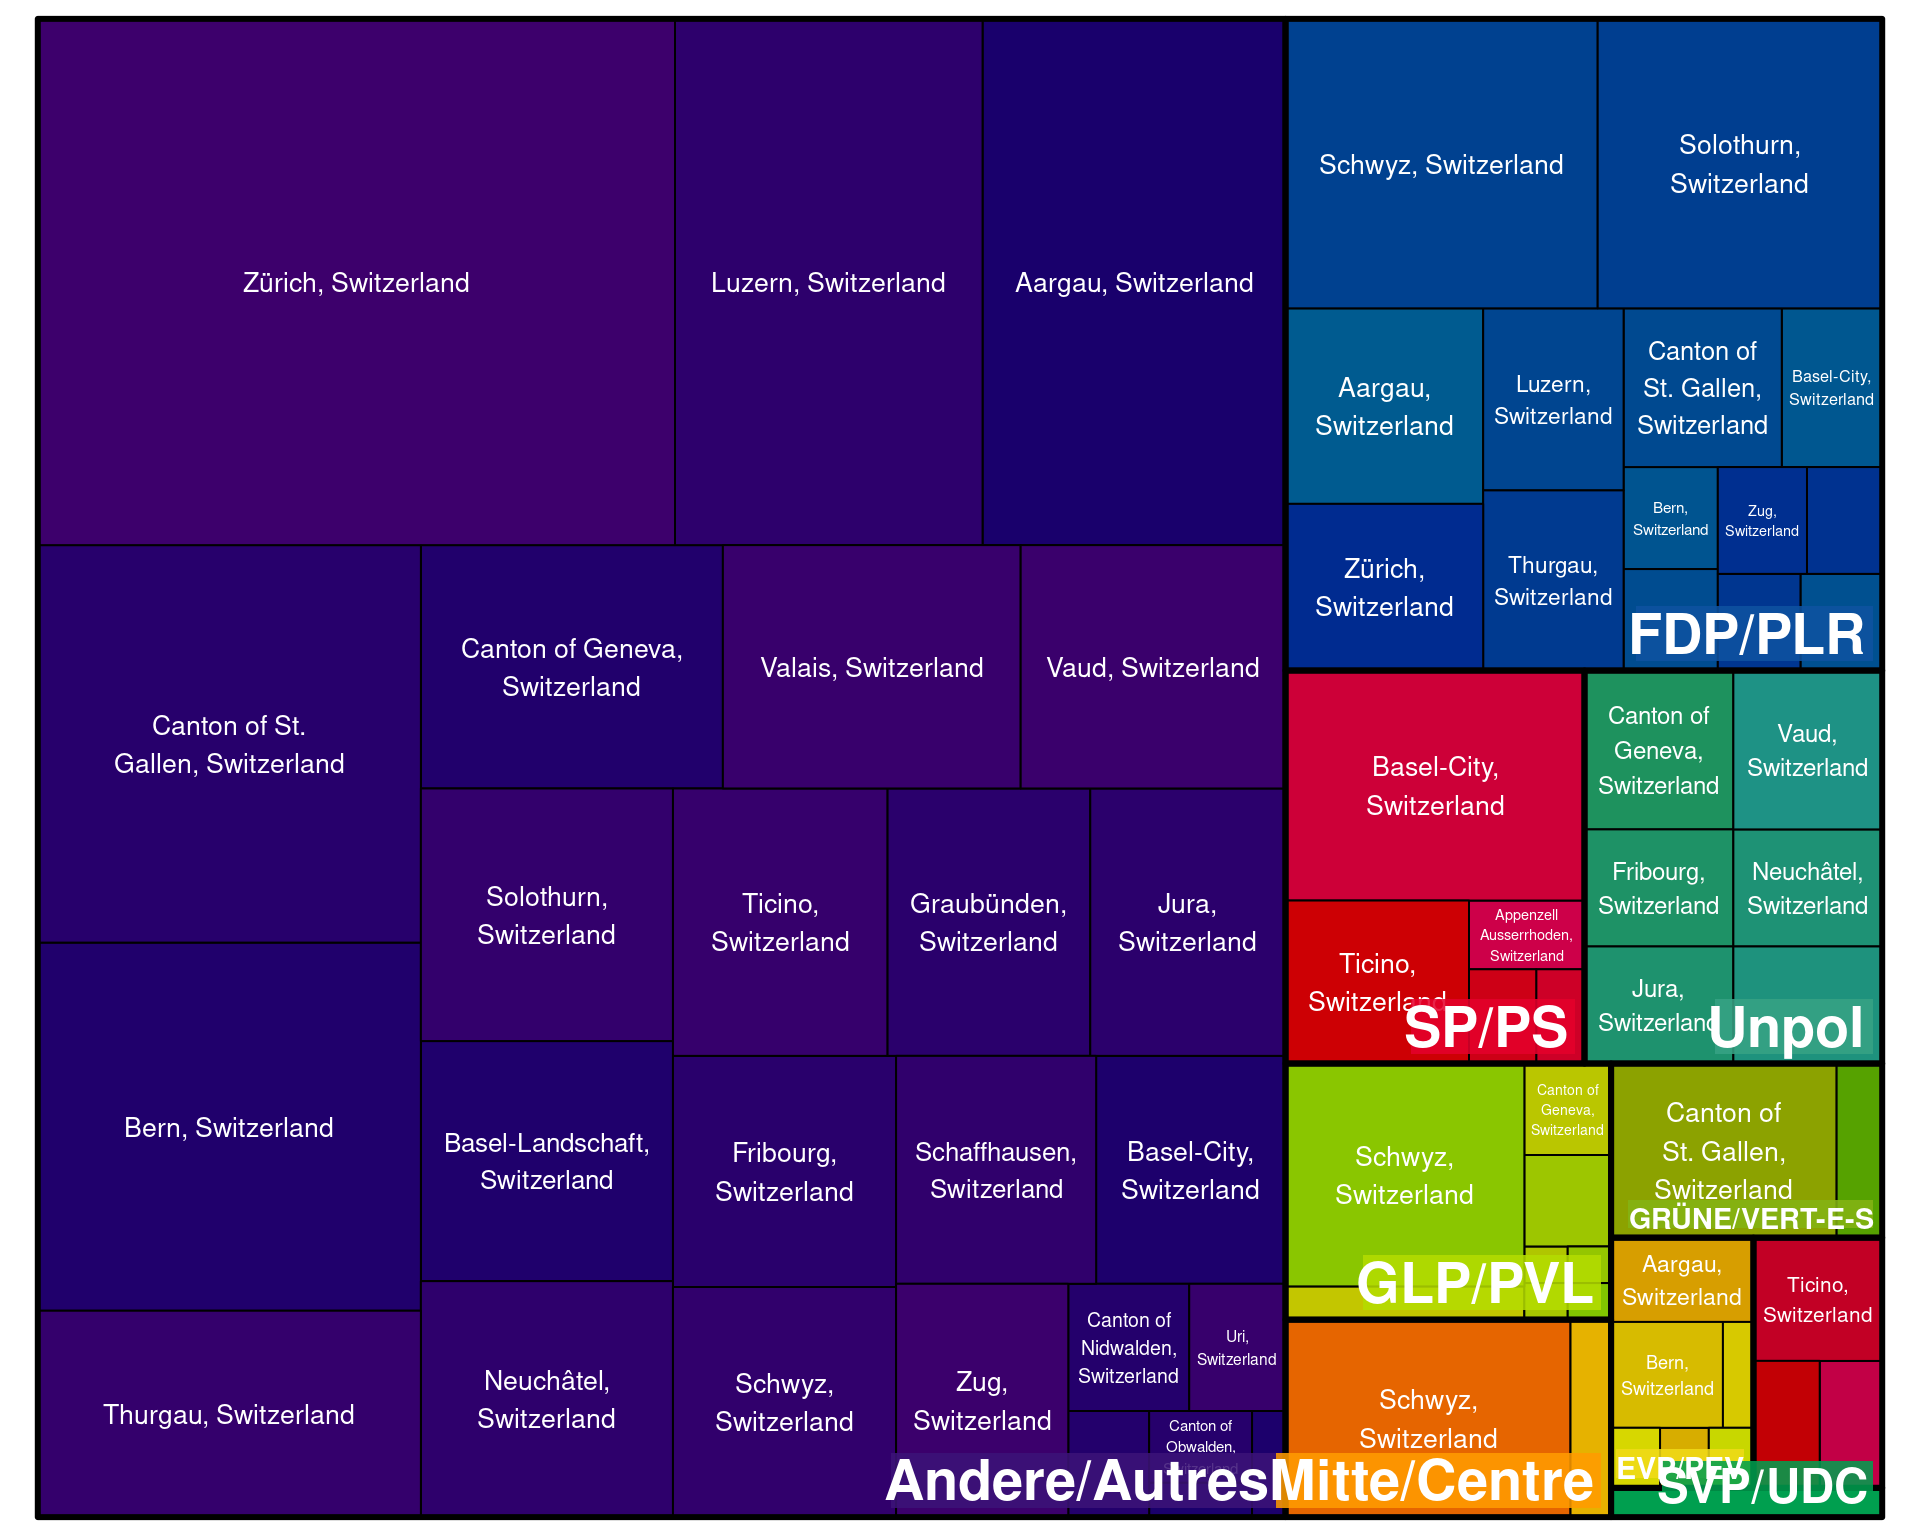 Zürich, Switzerland
Luzern, Switzerland
Aargau, Switzerland
Canton of St.
Gallen, Switzerland
Canton of Geneva,
Switzerland
Valais, Switzerland
Vaud, Switzerland
Bern, Switzerland
Solothurn,
Switzerland
Ticino,
Switzerland
Graubünden,
Switzerland
Jura,
Switzerland
Basel-Landschaft,
Switzerland
Fribourg,
Switzerland
Schaffhausen,
Switzerland
Basel-City,
Switzerland
Thurgau, Switzerland
Neuchâtel,
Switzerland
Schwyz,
Switzerland
Zug,
Switzerland
Canton of
Nidwalden,
Switzerland
Uri,
Switzerland
Canton of
Obwalden,
Andere/Autres
Schwyz, Switzerland
Solothurn,
Switzerland
Aargau,
Switzerland
Luzern,
Switzerland
Canton of
St. Gallen,
Switzerland
Basel-City,
Switzerland
Zürich,
Switzerland
Thurgau,
Switzerland
Bern,
Switzerland
Zug,
Switzerland
FDP/PLR
Basel-City,
Switzerland
Ticino,
Switzerland
Appenzell
Ausserrhoden,
Switzerland
SP/PS
Canton of
Geneva,
Switzerland
Vaud,
Switzerland
Fribourg,
Switzerland
Neuchâtel,
Switzerland
Jura,
Switzerland
Unpol
Schwyz,
Switzerland
Canton of
Geneva,
Switzerland
GLP/PVL
Canton of
St. Gallen,
Switzerland
GRÜNE/VERT-E-S
Schwyz,
Switzerland
Mitte/Centre
Aargau,
Switzerland
Bern,
Switzerland
EVP/PEV
Ticino,
Switzerland
SVP/UDC